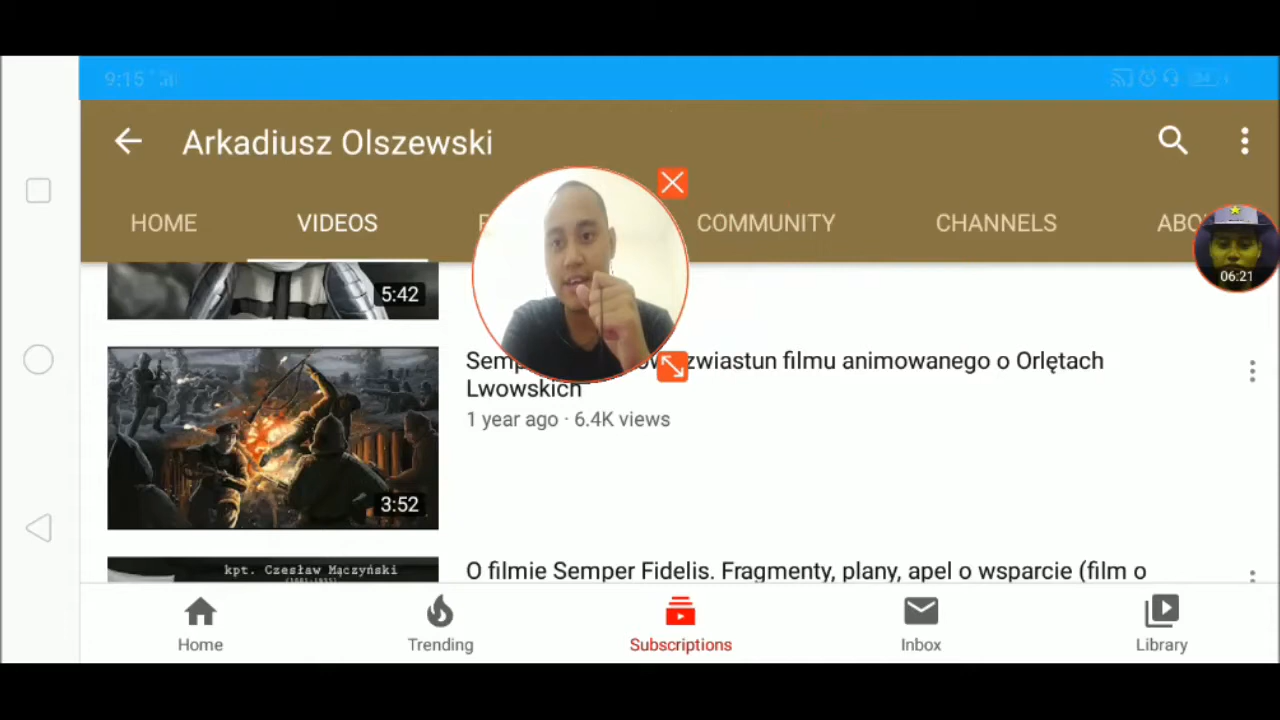 9:15
Arkadiusz Olszewski
HOME VIDEOS COMMUNITY CHANNELS
06:21
5:42
zwiastun filmu animowanego o Orlętach
Lwowskich
1 year ago · 6.4K views
3:52
kpt. Czesław Mączyński
O filmie Semper Fidelis. Fragmenty, plany, apel o wsparcie (film o
Home Trending Subscriptions Inbox Library